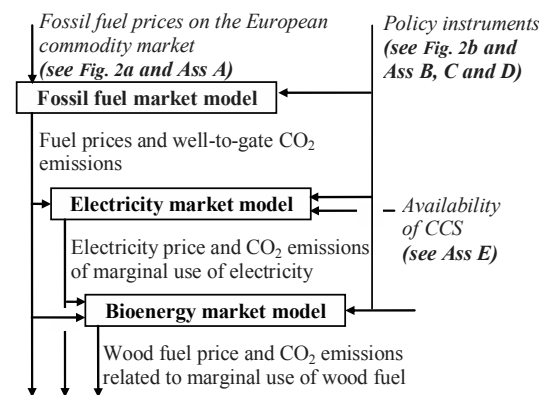 Fossil fuel prices on the European
commodity market
(see Fig. 2a and Ass A)
Policy instruments
(see Fig. 2b and
Ass B, C and D)
Fossil fuel market model
Fuel prices and well-to-gate CO₂
emissions
Electricity market model
Availability
of CCS
(see Ass E)
Electricity price and CO₂ emissions
of marginal use of electricity
Bioenergy market model
Wood fuel price and CO₂ emissions
related to marginal use of wood fuel